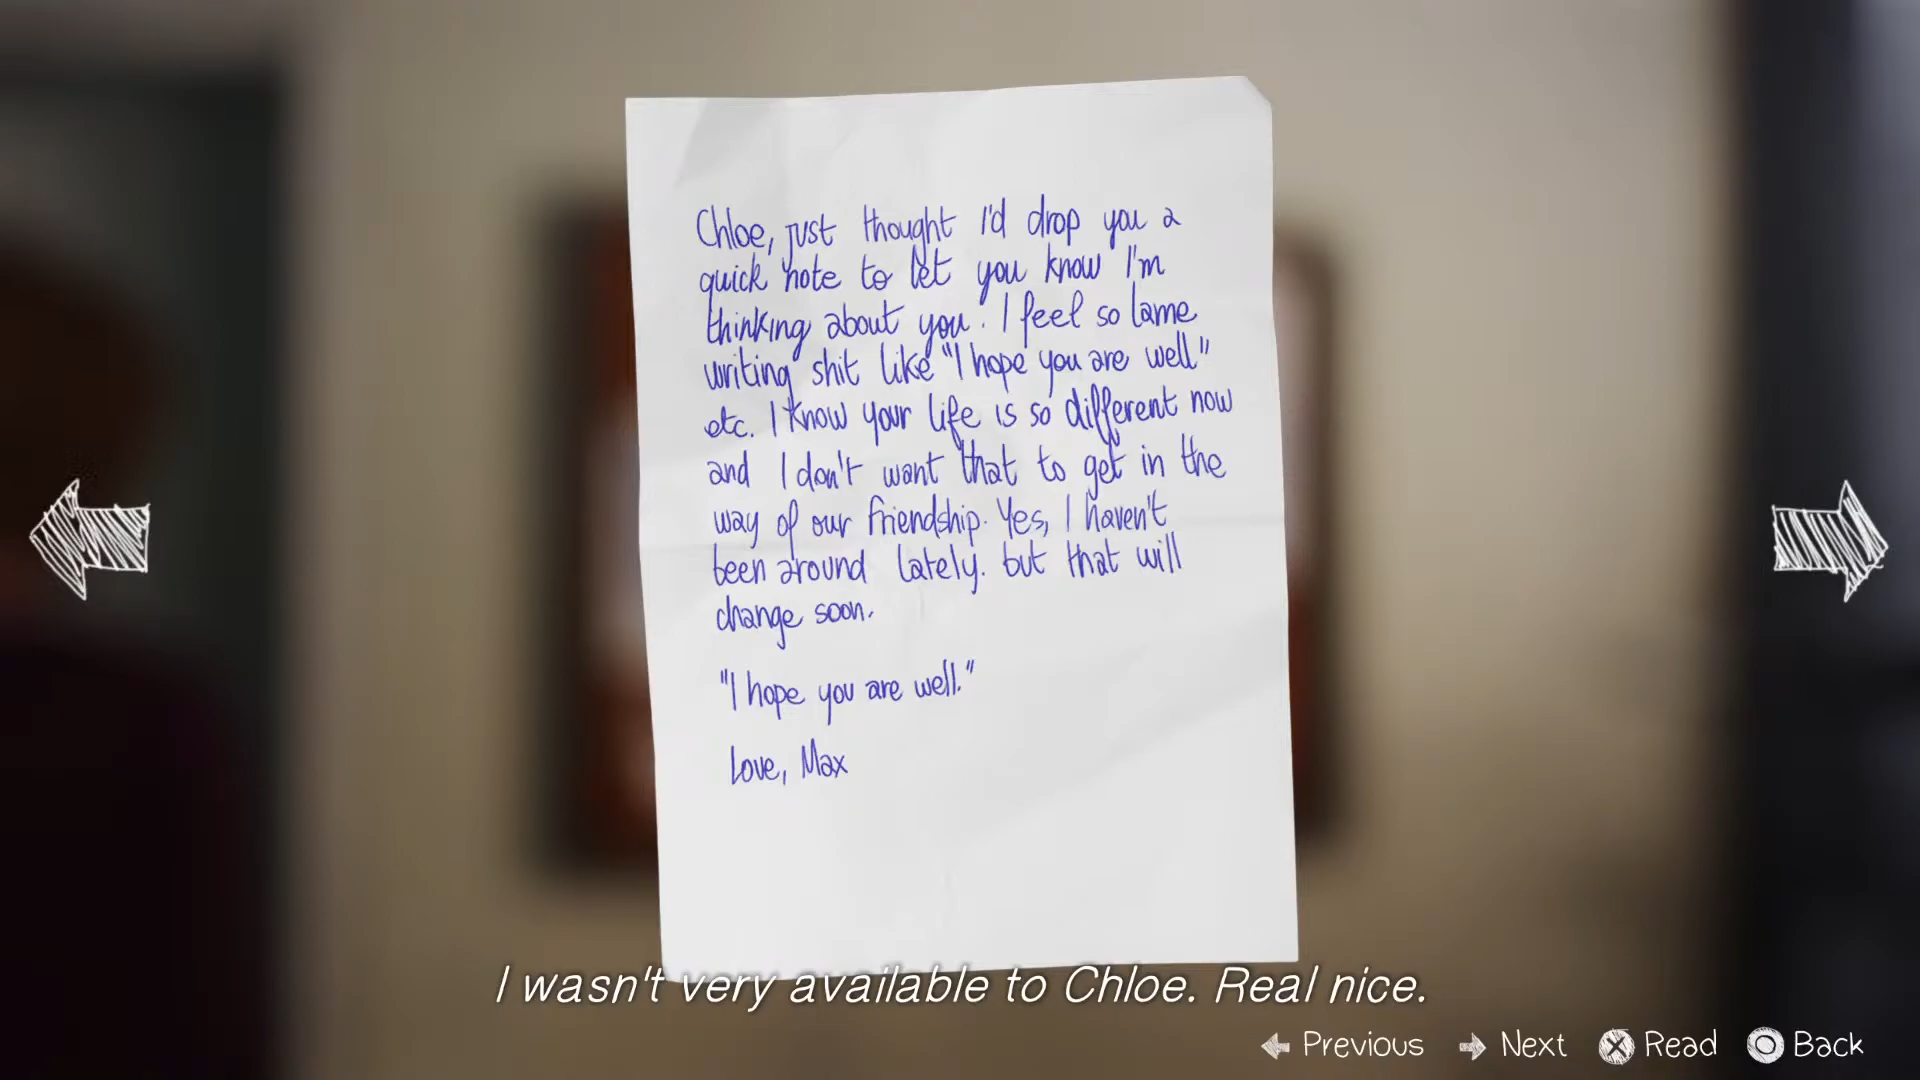 Chloe, just thought I'd drop you a
quick note to let you know I'm
thinking about you. I feel so lame
writing shit like "I hope you are well"
etc. I know your life is so different now
and I don't want that to get in the
way of our friendship. Yes, I haven't
been around lately. but that will
change soon.
"I hope you are well."
Love, Max
I wasn't very available to Chloe. Real nice.
Previous Next Read Back